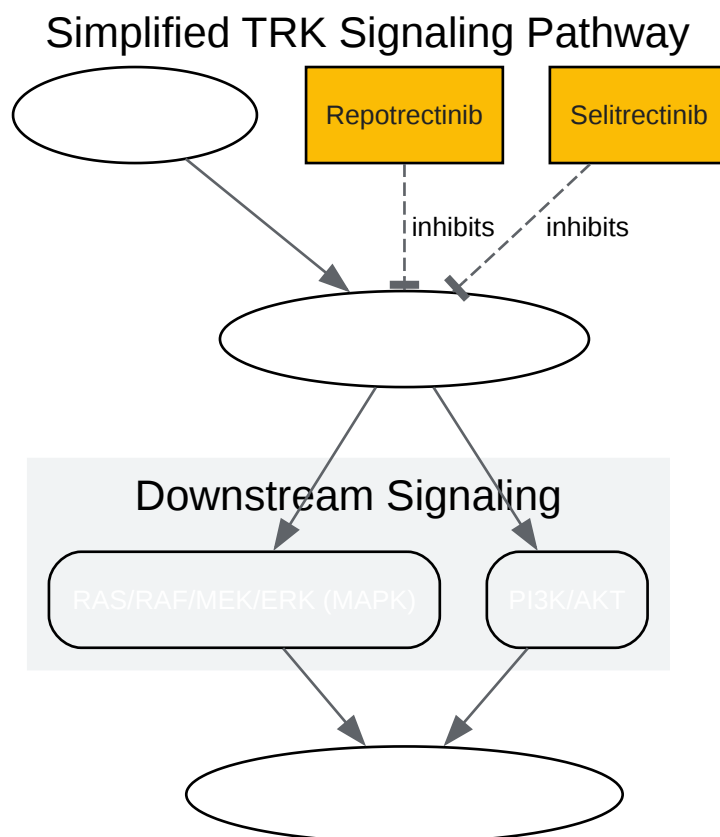 Simplified TRK Signaling Pathway
Repotrectinib
Selitrectinib
inhibits
inhibits
Downstream Signaling
RAS/RAF/MEK/ERK (MAPK)
PI3K/AKT